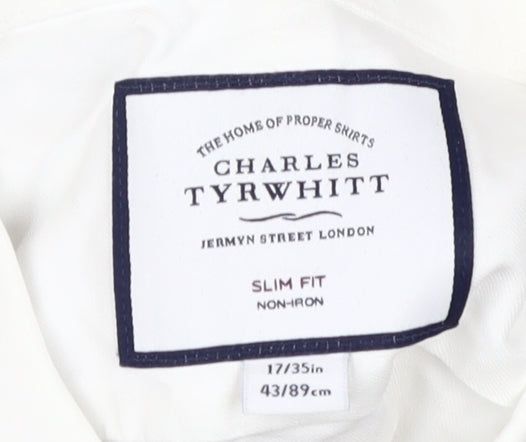 THE HOME OF PROPER SHIRTS
CHARLES
TYRWHITT
JERMYN STREET LONDON
SLIM FIT
NON-IRON
17/35in
43/89cm